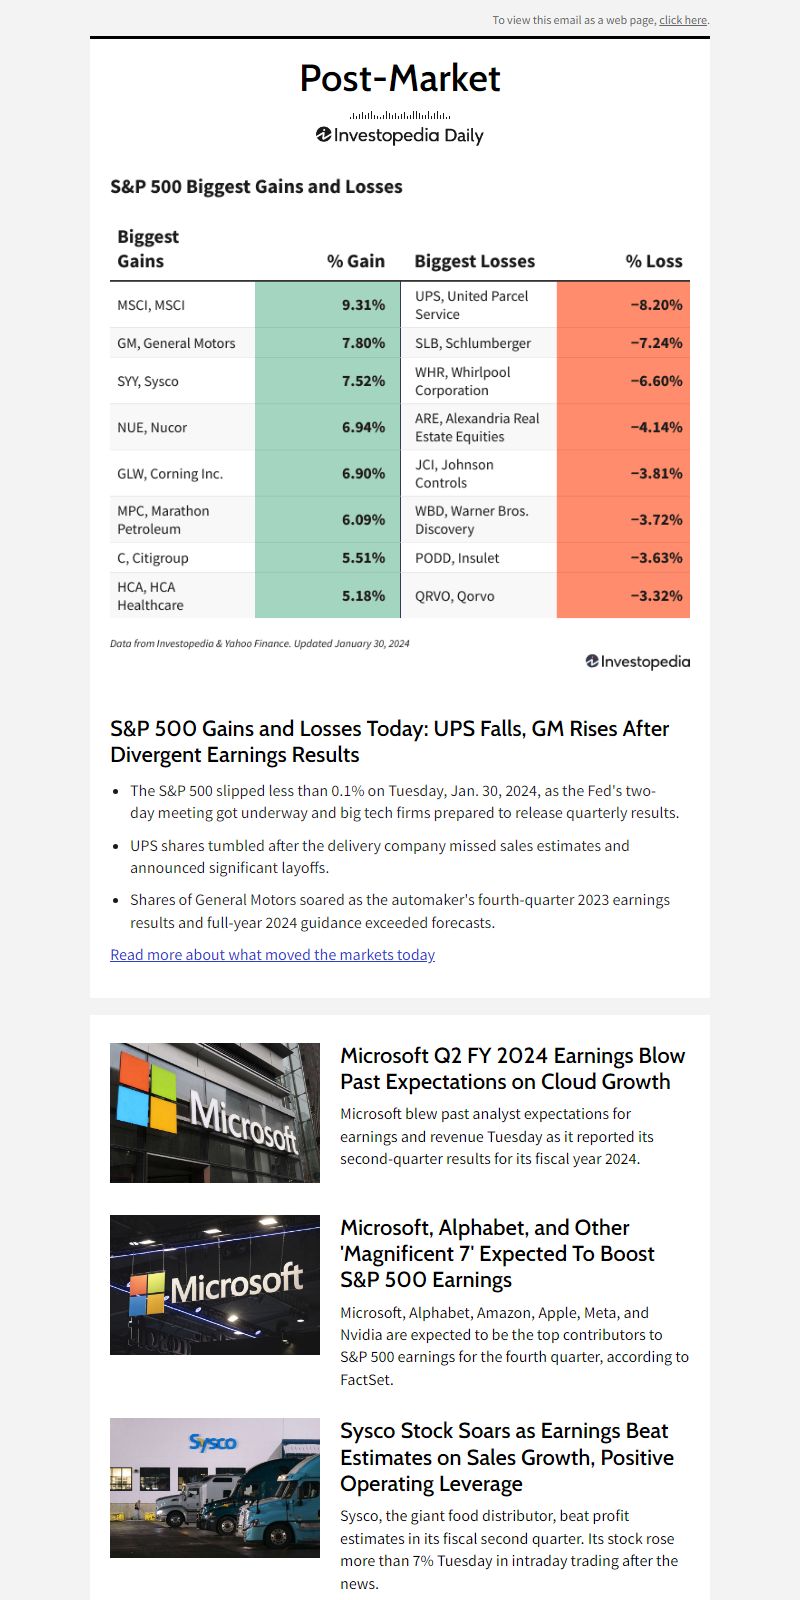 To view this email as a web page, click here.
Post-Market
Investopedia Daily
S&P 500 Biggest Gains and Losses
Biggest
Gains
% Gain
Biggest Losses
% Loss
MSCI, MSCI
9.31%
UPS, United Parcel
Service
−8.20%
GM, General Motors
7.80%
SLB, Schlumberger
−7.24%
SYY, Sysco
7.52%
WHR, Whirlpool
Corporation
−6.60%
NUE, Nucor
6.94%
ARE, Alexandria Real
Estate Equities
−4.14%
GLW, Corning Inc.
6.90%
JCI, Johnson
Controls
−3.81%
MPC, Marathon
Petroleum
6.09%
WBD, Warner Bros.
Discovery
−3.72%
C, Citigroup
5.51%
PODD, Insulet
−3.63%
HCA, HCA
Healthcare
5.18%
QRVO, Qorvo
−3.32%
Data from Investopedia & Yahoo Finance. Updated January 30, 2024
Investopedia
S&P 500 Gains and Losses Today: UPS Falls, GM Rises After
Divergent Earnings Results
• The S&P 500 slipped less than 0.1% on Tuesday, Jan. 30, 2024, as the Fed's two-
day meeting got underway and big tech firms prepared to release quarterly results.
• UPS shares tumbled after the delivery company missed sales estimates and
announced significant layoffs.
• Shares of General Motors soared as the automaker's fourth-quarter 2023 earnings
results and full-year 2024 guidance exceeded forecasts.
Read more about what moved the markets today
Microsoft
Microsoft Q2 FY 2024 Earnings Blow
Past Expectations on Cloud Growth
Microsoft blew past analyst expectations for
earnings and revenue Tuesday as it reported its
second-quarter results for its fiscal year 2024.
Microsoft
Microsoft, Alphabet, and Other
'Magnificent 7' Expected To Boost
S&P 500 Earnings
Microsoft, Alphabet, Amazon, Apple, Meta, and
Nvidia are expected to be the top contributors to
S&P 500 earnings for the fourth quarter, according to
FactSet.
Sysco
Sysco Stock Soars as Earnings Beat
Estimates on Sales Growth, Positive
Operating Leverage
Sysco, the giant food distributor, beat profit
estimates in its fiscal second quarter. Its stock rose
more than 7% Tuesday in intraday trading after the
news.